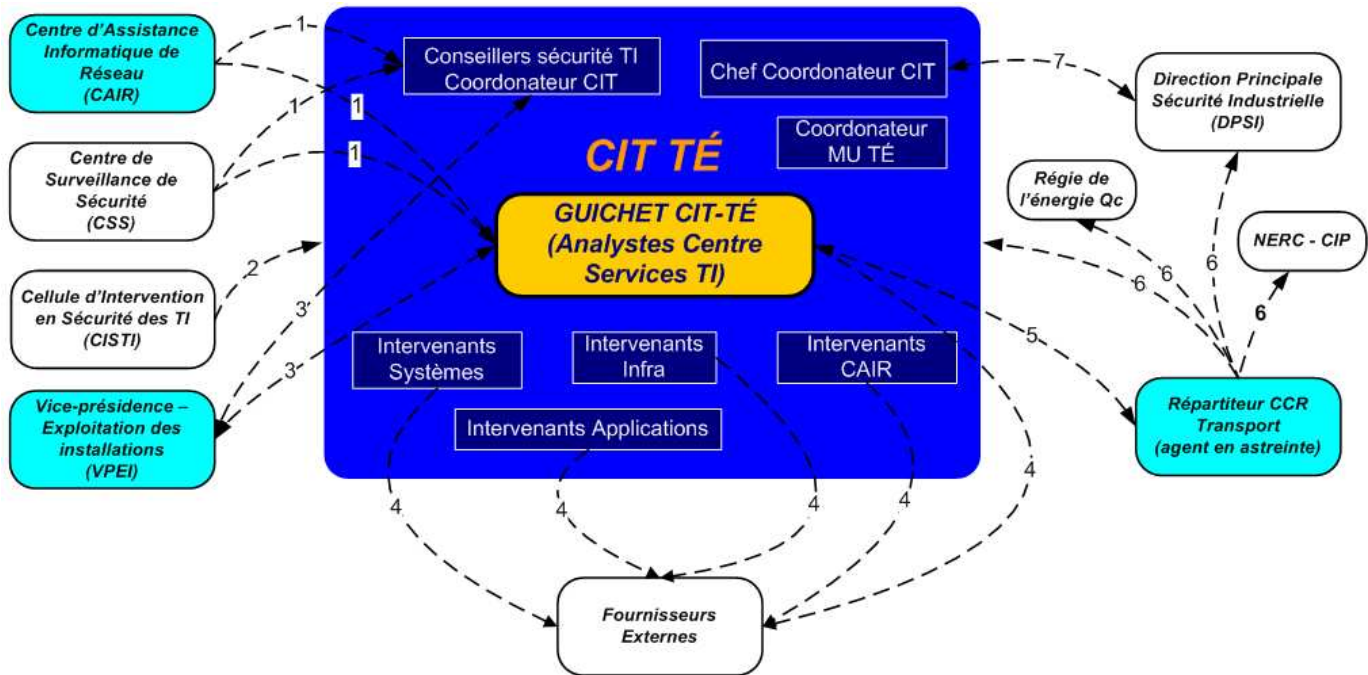 Centre d'Assistance
Informatique de
Réseau
(CAIR)
Centre de
Surveillance de
Sécurité
(CSS)
Cellule d'Intervention
en Sécurité des TI
(CISTI)
Vice-présidence –
Exploitation des
installations
(VPEI)
1
1
1
1
2
3
3
Conseillers sécurité TI
Coordonateur CIT
Chef Coordonateur CIT
Coordonateur
MU TÉ
CIT TÉ
GUICHET CIT-TÉ
(Analystes Centre
Services TI)
Intervenants
Systèmes
Intervenants
Infra
Intervenants
CAIR
Intervenants Applications
7
Direction Principale
Sécurité Industrielle
(DPSI)
Régie de
l'énergie Qc
NERC - CIP
6
6
6
6
5
Répartiteur CCR
Transport
(agent en astreinte)
4
4
4
4
4
Fournisseurs
Externes